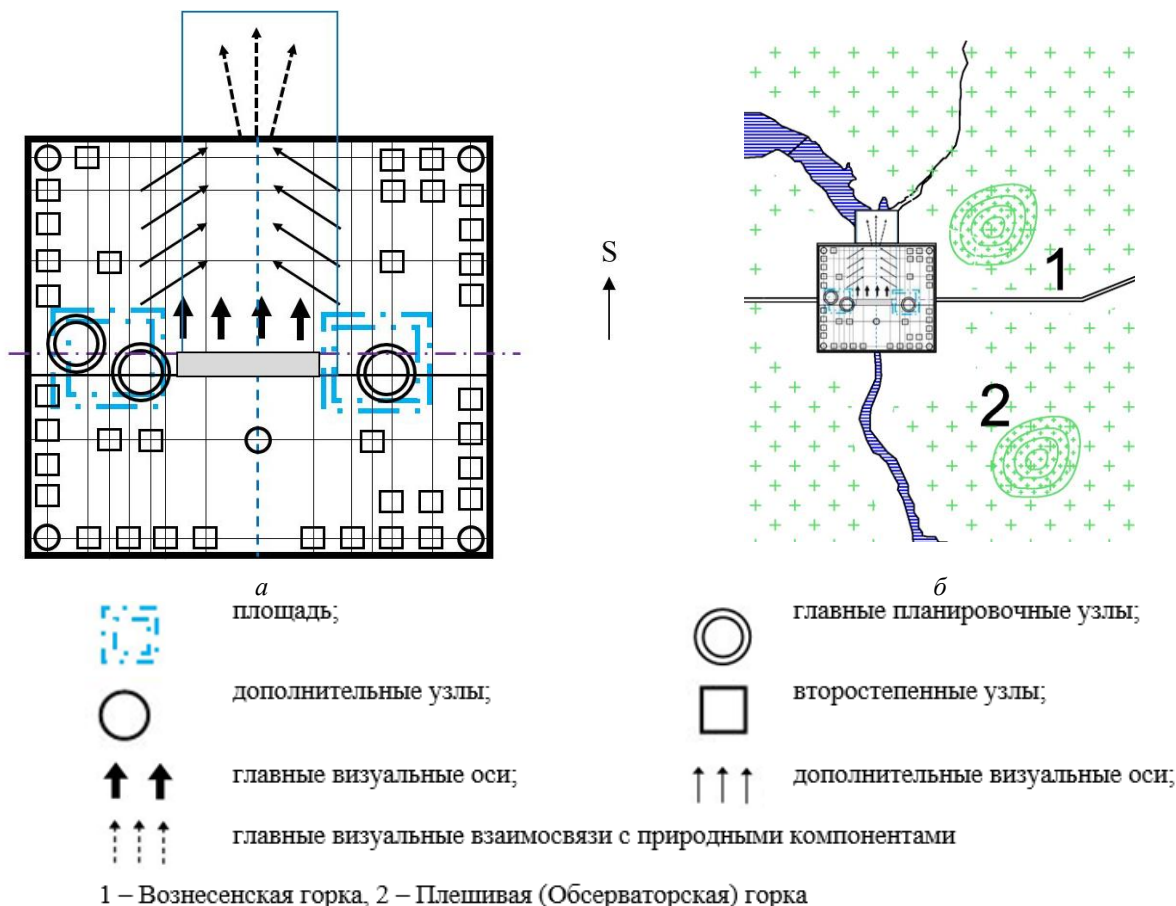 S
1
2
а
б
площадь;
главные планировочные узлы;
дополнительные узлы;
второстепенные узлы;
главные визуальные оси;
дополнительные визуальные оси;
главные визуальные взаимосвязи с природными компонентами
1 – Вознесенская горка, 2 – Плешивая (Обсерваторская) горка